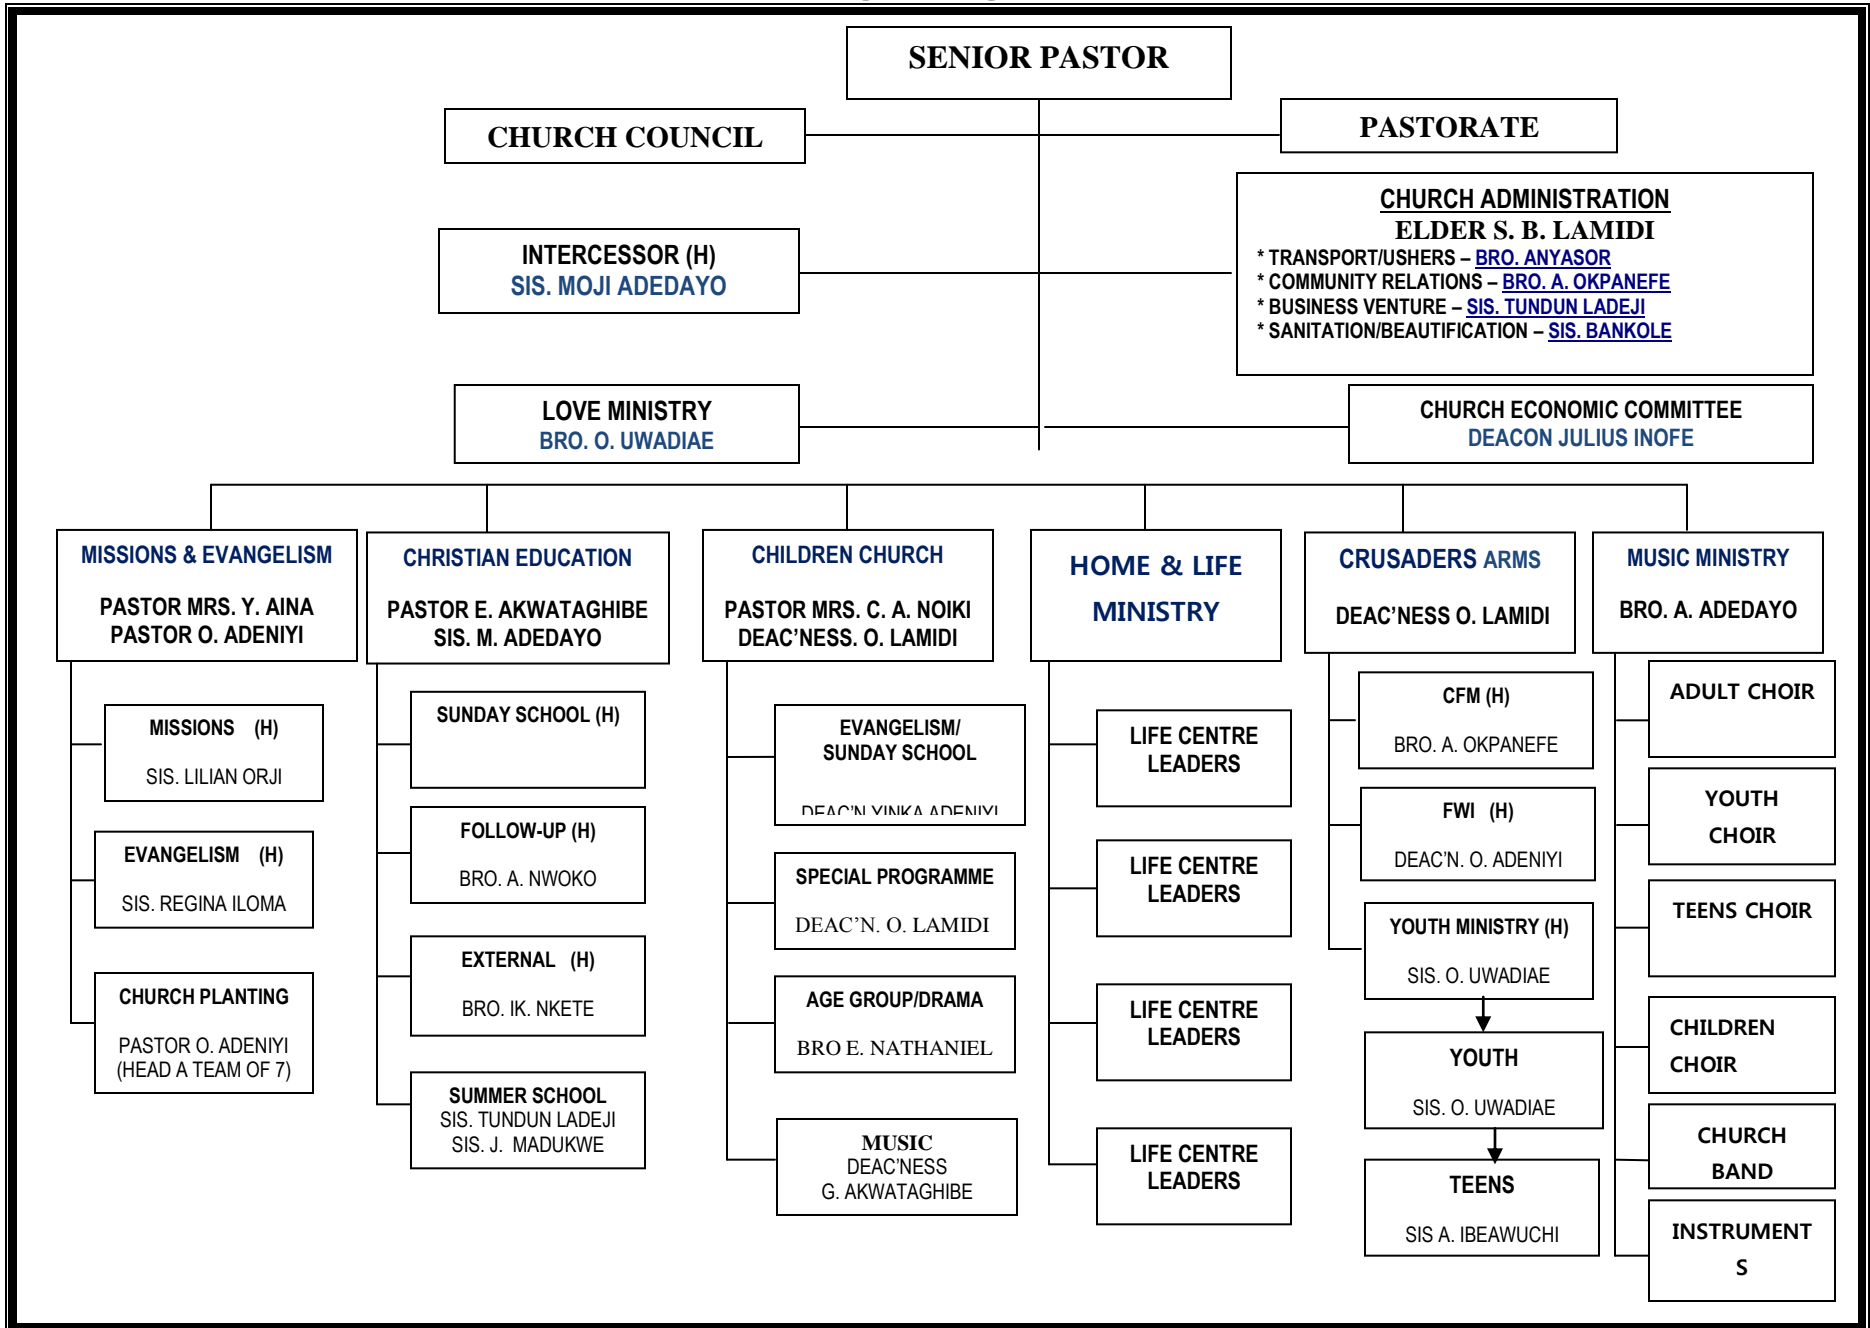 SENIOR PASTOR
CHURCH COUNCIL
PASTORATE
INTERCESSOR (H)
SIS. MOJI ADEDAYO
CHURCH ADMINISTRATION
ELDER S. B. LAMIDI
* TRANSPORT/USHERS – BRO. ANYASOR
* COMMUNITY RELATIONS – BRO. A. OKPANEFE
* BUSINESS VENTURE – SIS. TUNDUN LADEJI
* SANITATION/BEAUTIFICATION – SIS. BANKOLE
LOVE MINISTRY
BRO. O. UWADIAE
CHURCH ECONOMIC COMMITTEE
DEACON JULIUS INOFE
MISSIONS & EVANGELISM
PASTOR MRS. Y. AINA
PASTOR O. ADENIYI
MISSIONS (H)
SIS. LILIAN ORJI
EVANGELISM (H)
SIS. REGINA ILOMA
CHURCH PLANTING
PASTOR O. ADENIYI
(HEAD A TEAM OF 7)
CHRISTIAN EDUCATION
PASTOR E. AKWATAGHIBE
SIS. M. ADEDAYO
SUNDAY SCHOOL (H)
FOLLOW-UP (H)
BRO. A. NWOKO
EXTERNAL (H)
BRO. IK. NKETE
SUMMER SCHOOL
SIS. TUNDUN LADEJI
SIS. J. MADUKWE
CHILDREN CHURCH
PASTOR MRS. C. A. NOIKI
DEAC'NESS. O. LAMIDI
EVANGELISM/
SUNDAY SCHOOL
DEAC'N YINKA ADENIYI
SPECIAL PROGRAMME
DEAC'N. O. LAMIDI
AGE GROUP/DRAMA
BRO E. NATHANIEL
MUSIC
DEAC'NESS
G. AKWATAGHIBE
HOME & LIFE
MINISTRY
LIFE CENTRE
LEADERS
LIFE CENTRE
LEADERS
LIFE CENTRE
LEADERS
LIFE CENTRE
LEADERS
CRUSADERS ARMS
DEAC'NESS O. LAMIDI
CFM (H)
BRO. A. OKPANEFE
FWI (H)
DEAC'N. O. ADENIYI
YOUTH MINISTRY (H)
SIS. O. UWADIAE
YOUTH
SIS. O. UWADIAE
TEENS
SIS A. IBEAWUCHI
MUSIC MINISTRY
BRO. A. ADEDAYO
ADULT CHOIR
YOUTH
CHOIR
TEENS CHOIR
CHILDREN
CHOIR
CHURCH
BAND
INSTRUMENT
S